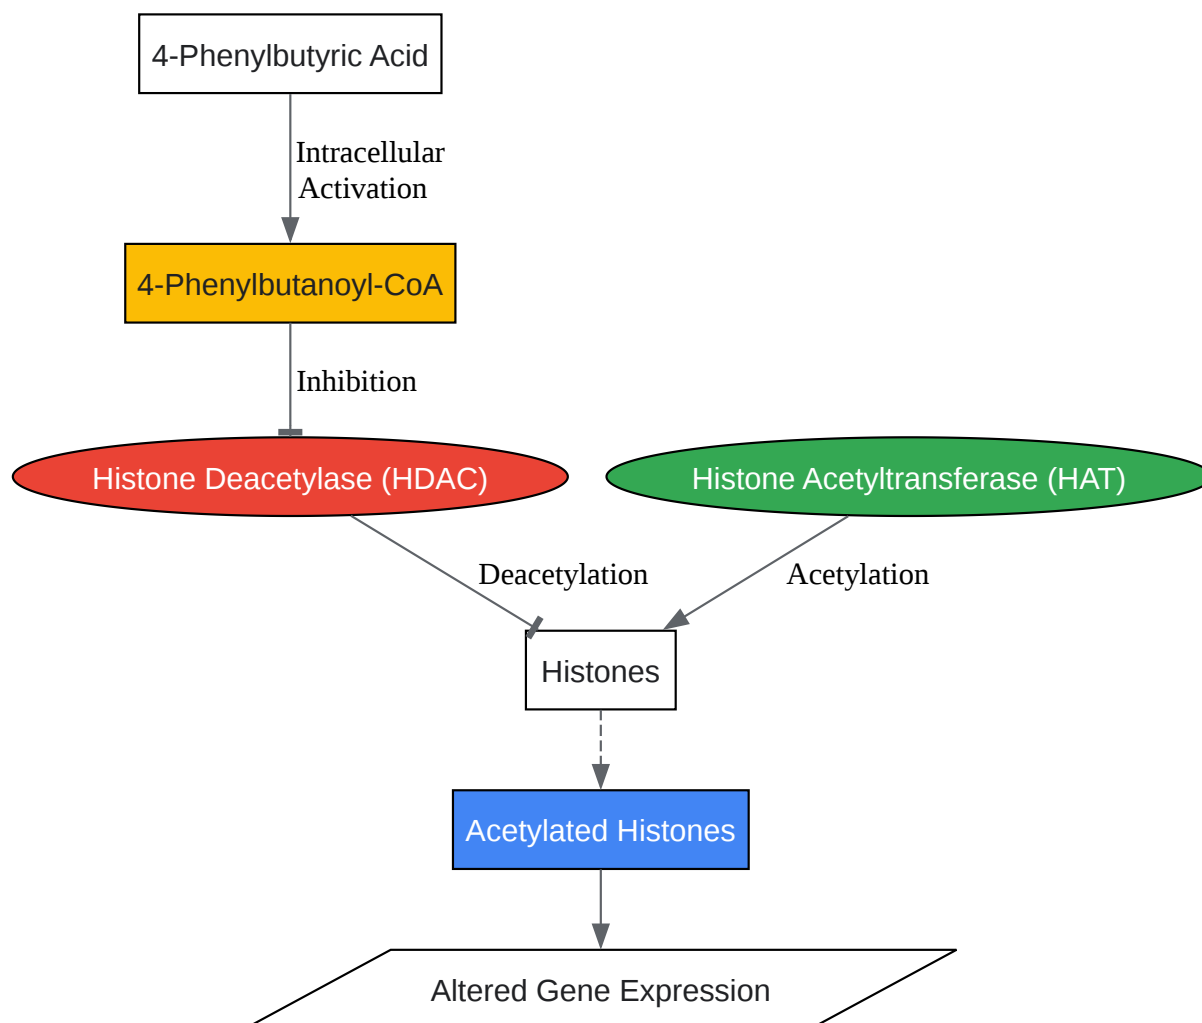 4-Phenylbutyric Acid
Intracellular
Activation
4-Phenylbutanoyl-CoA
Inhibition
Histone Deacetylase (HDAC)
Histone Acetyltransferase (HAT)
Deacetylation
Acetylation
Histones
Acetylated Histones
Altered Gene Expression